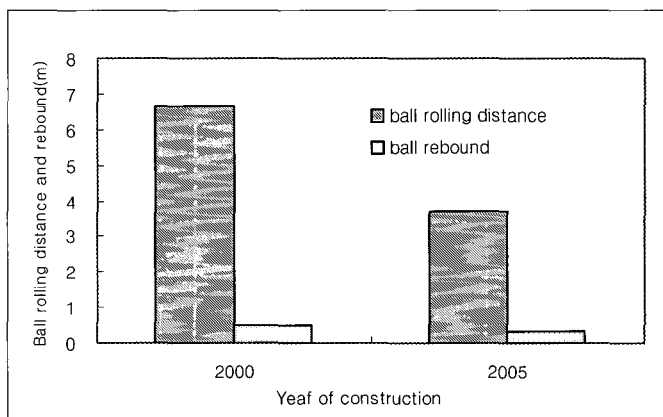 Ball rolling distance and rebound(m)
8
7
6
5
4
3
2
1
0
ball rolling distance
ball rebound
2000
2005
Yeaf of construction